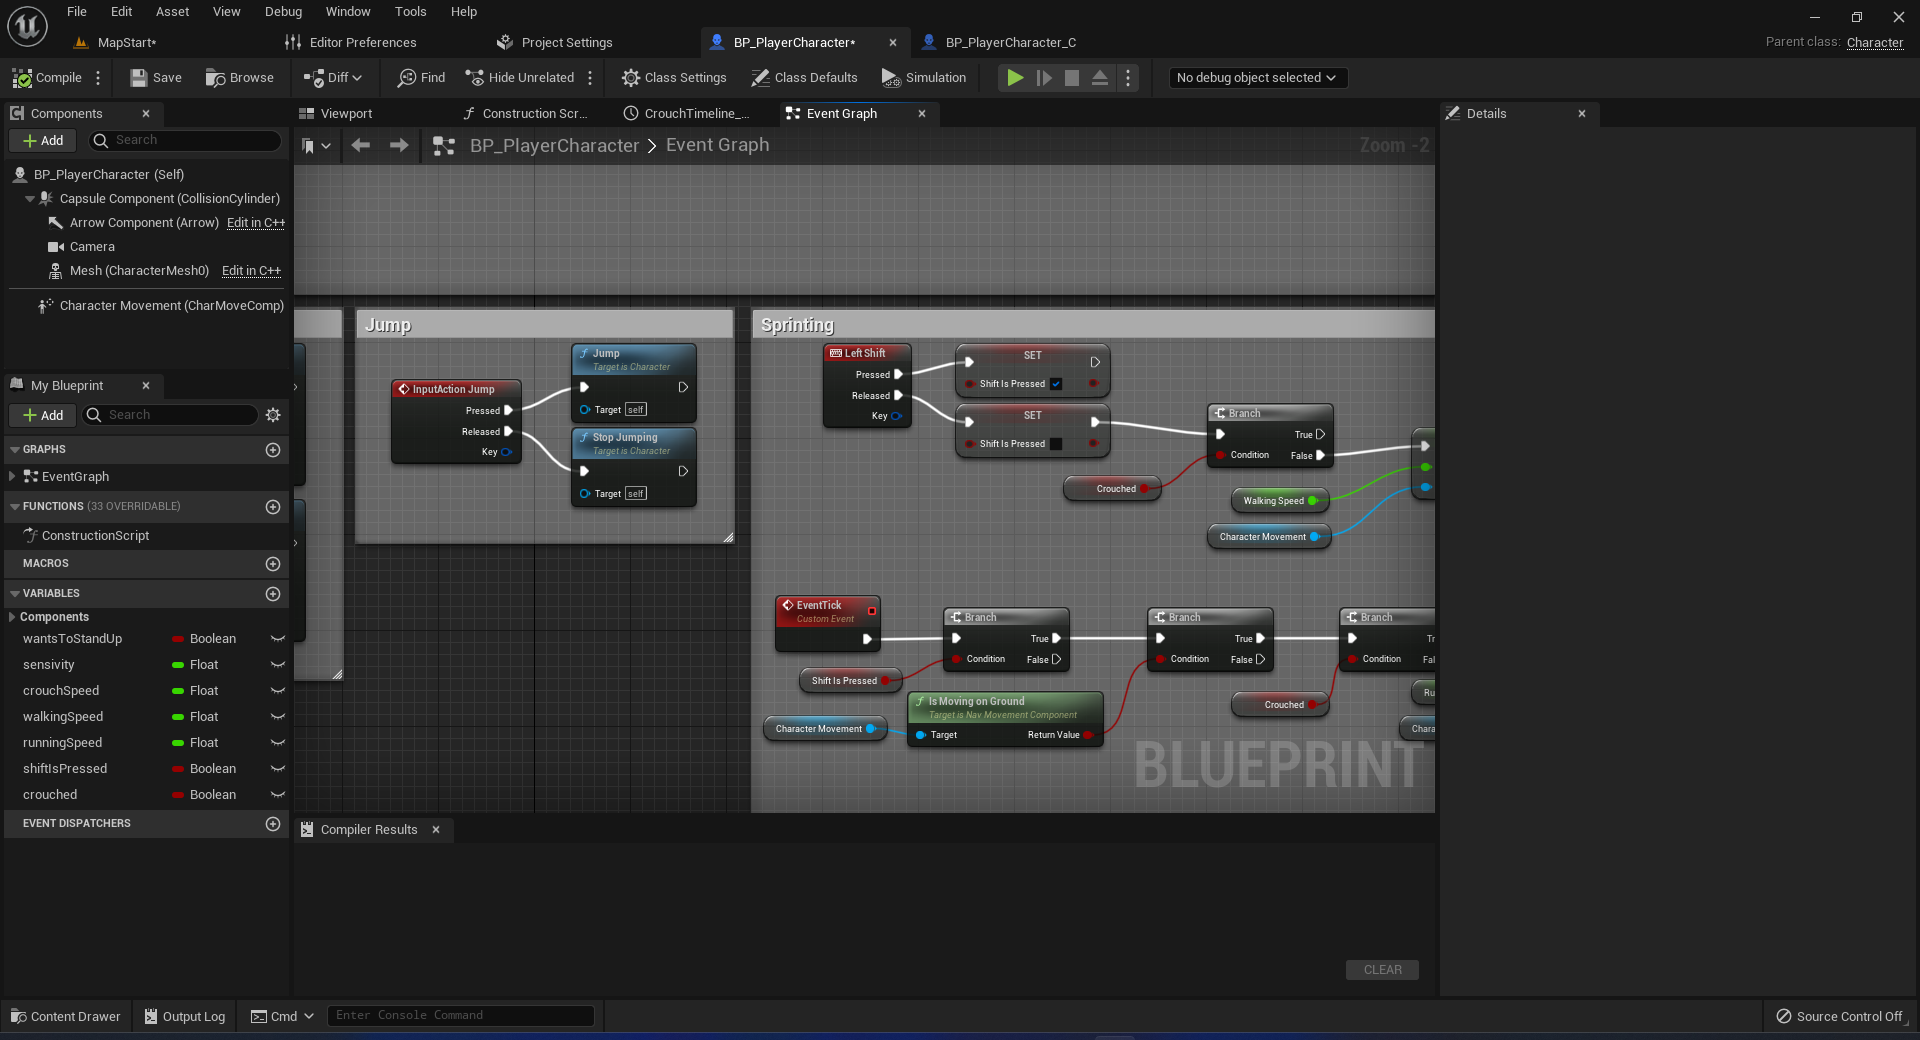 File Edit Asset View Debug Window Tools Help
MapStart* Editor Preferences Project Settings BP_PlayerCharacter* BP_PlayerCharacter_C Parent class: Character
Compile Save Browse Diff Find Hide Unrelated Class Settings Class Defaults Simulation No debug object selected
Components Viewport Construction Scr... CrouchTimeline_... Event Graph Details
Add Search BP_PlayerCharacter > Event Graph Zoom -2
BP_PlayerCharacter (Self)
Capsule Component (CollisionCylinder)
Arrow Component (Arrow) Edit in C++
Camera
Mesh (CharacterMesh0) Edit in C++
Character Movement (CharMoveComp)
My Blueprint
Add Search
GRAPHS
EventGraph
FUNCTIONS (33 OVERRIDABLE)
ConstructionScript
MACROS
VARIABLES
Components
wantsToStandUp Boolean
sensivity Float
crouchSpeed Float
walkingSpeed Float
runningSpeed Float
shiftIsPressed Boolean
crouched Boolean
EVENT DISPATCHERS
Jump
InputAction Jump
Pressed
Released
Key
Jump
Target is Character
Target self
Stop Jumping
Target is Character
Target self
Sprinting
Left Shift
Pressed
Released
Key
SET
Shift Is Pressed
SET
Shift Is Pressed
Crouched
Branch
True
Condition False
Walking Speed
Character Movement
EventTick
Custom Event
Shift Is Pressed
Branch
True
Condition False
Character Movement
Is Moving on Ground
Target is Nav Movement Component
Target Return Value
Branch
True
Condition False
Crouched
Branch
Tr
Condition Fal
Ru
Chara
BLUEPRINT
Compiler Results
CLEAR
Content Drawer Output Log Cmd Enter Console Command Source Control Off